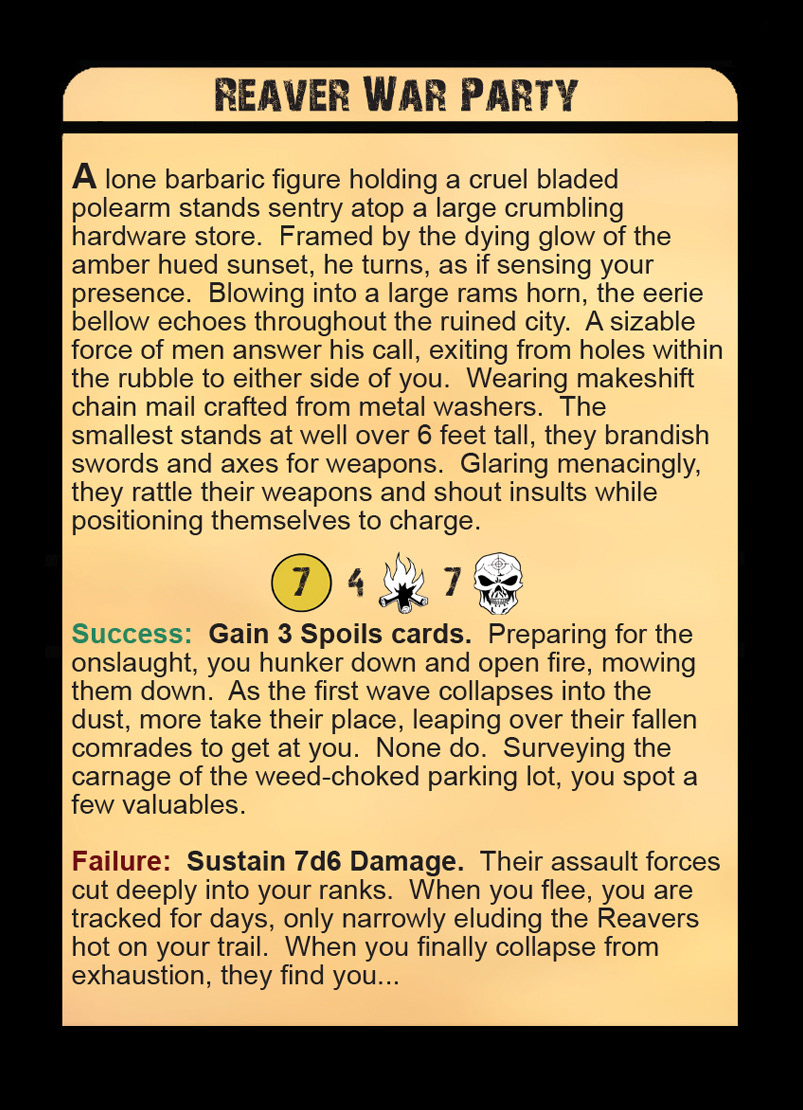 Reaver War Party
A lone barbaric figure holding a cruel bladed
polearm stands sentry atop a large crumbling
hardware store.  Framed by the dying glow of the
amber hued sunset, he turns, as if sensing your
presence.  Blowing into a large rams horn, the eerie
bellow echoes throughout the ruined city.  A sizable
force of men answer his call, exiting from holes within
the rubble to either side of you.  Wearing makeshift
chain mail crafted from metal washers.  The
smallest stands at well over 6 feet tall, they brandish
swords and axes for weapons.  Glaring menacingly,
they rattle their weapons and shout insults while
positioning themselves to charge.
7 4 7
Success:  Gain 3 Spoils cards.  Preparing for the
onslaught, you hunker down and open fire, mowing
them down.  As the first wave collapses into the
dust, more take their place, leaping over their fallen
comrades to get at you.  None do.  Surveying the
carnage of the weed-choked parking lot, you spot a
few valuables.
Failure:  Sustain 7d6 Damage.  Their assault forces
cut deeply into your ranks.  When you flee, you are
tracked for days, only narrowly eluding the Reavers
hot on your trail.  When you finally collapse from
exhaustion, they find you...